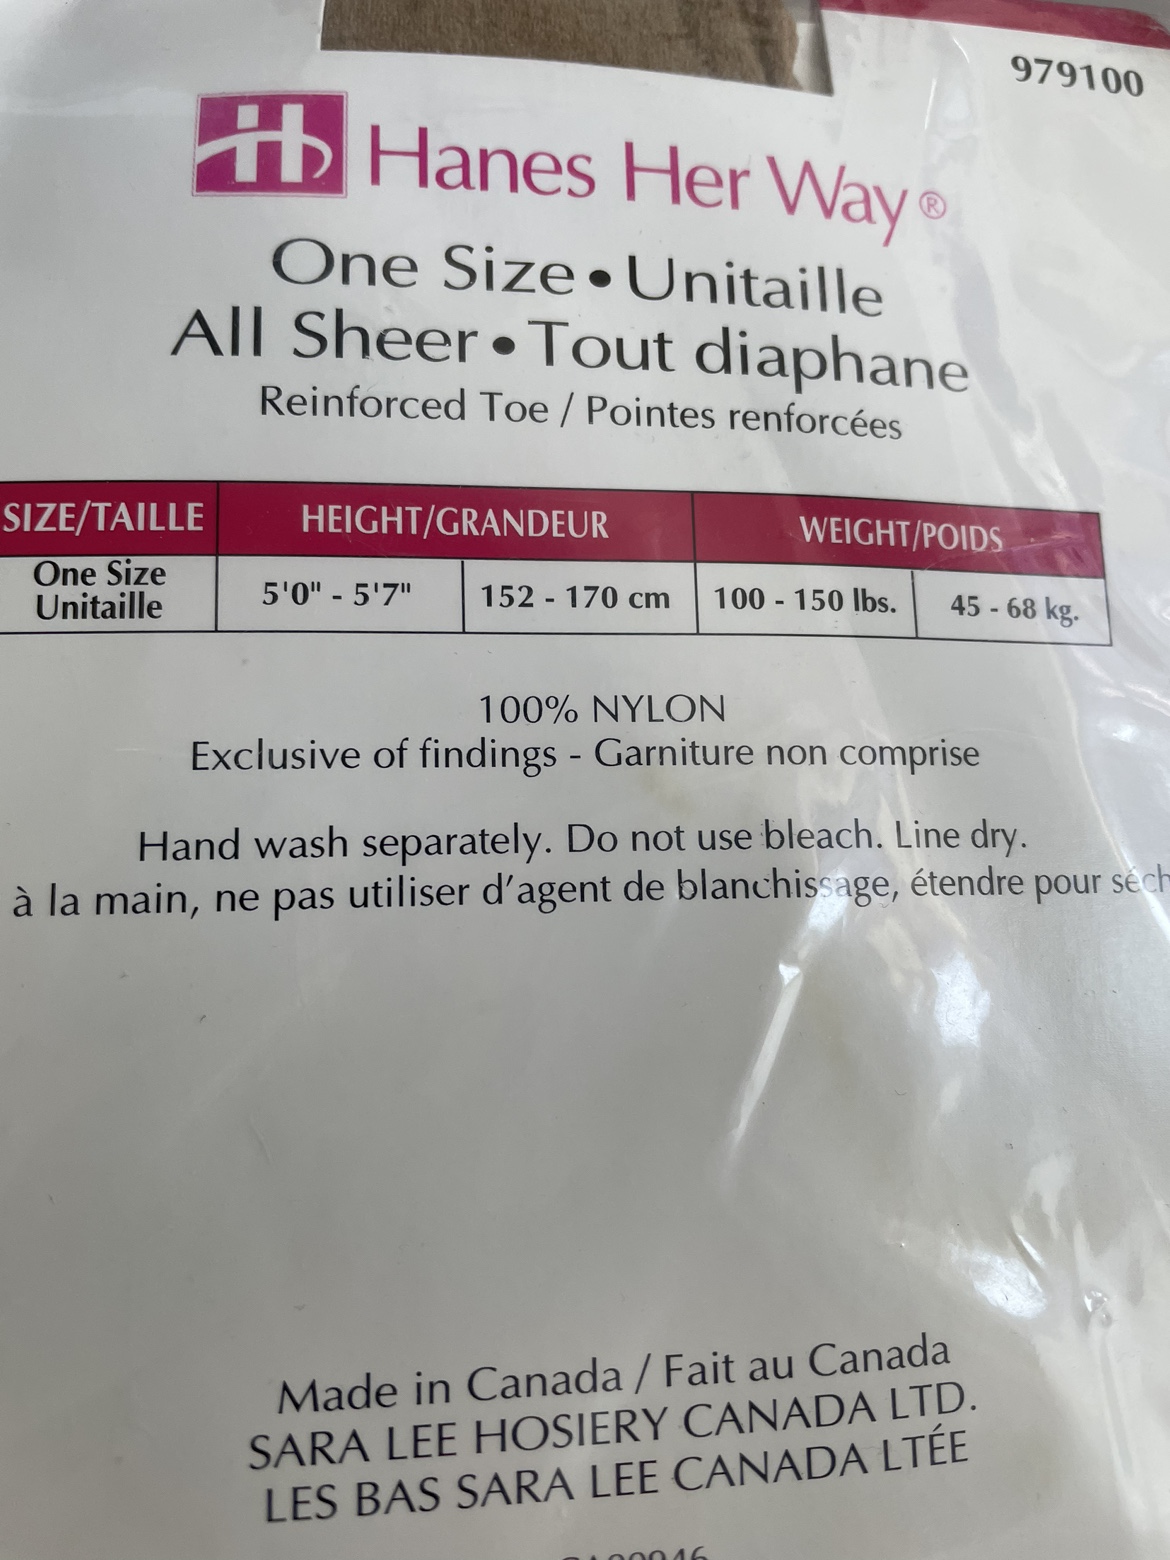 979100
Hanes Her Way®
One Size • Unitaille
All Sheer • Tout diaphane
Reinforced Toe / Pointes renforcées
SIZE/TAILLE HEIGHT/GRANDEUR WEIGHT/POIDS
One Size
Unitaille
5'0" - 5'7" 152 - 170 cm 100 - 150 lbs. 45 - 68 kg.
100% NYLON
Exclusive of findings - Garniture non comprise
Hand wash separately. Do not use bleach. Line dry.
à la main, ne pas utiliser d'agent de blanchissage, étendre pour séch
Made in Canada / Fait au Canada
SARA LEE HOSIERY CANADA LTD.
LES BAS SARA LEE CANADA LTÉE